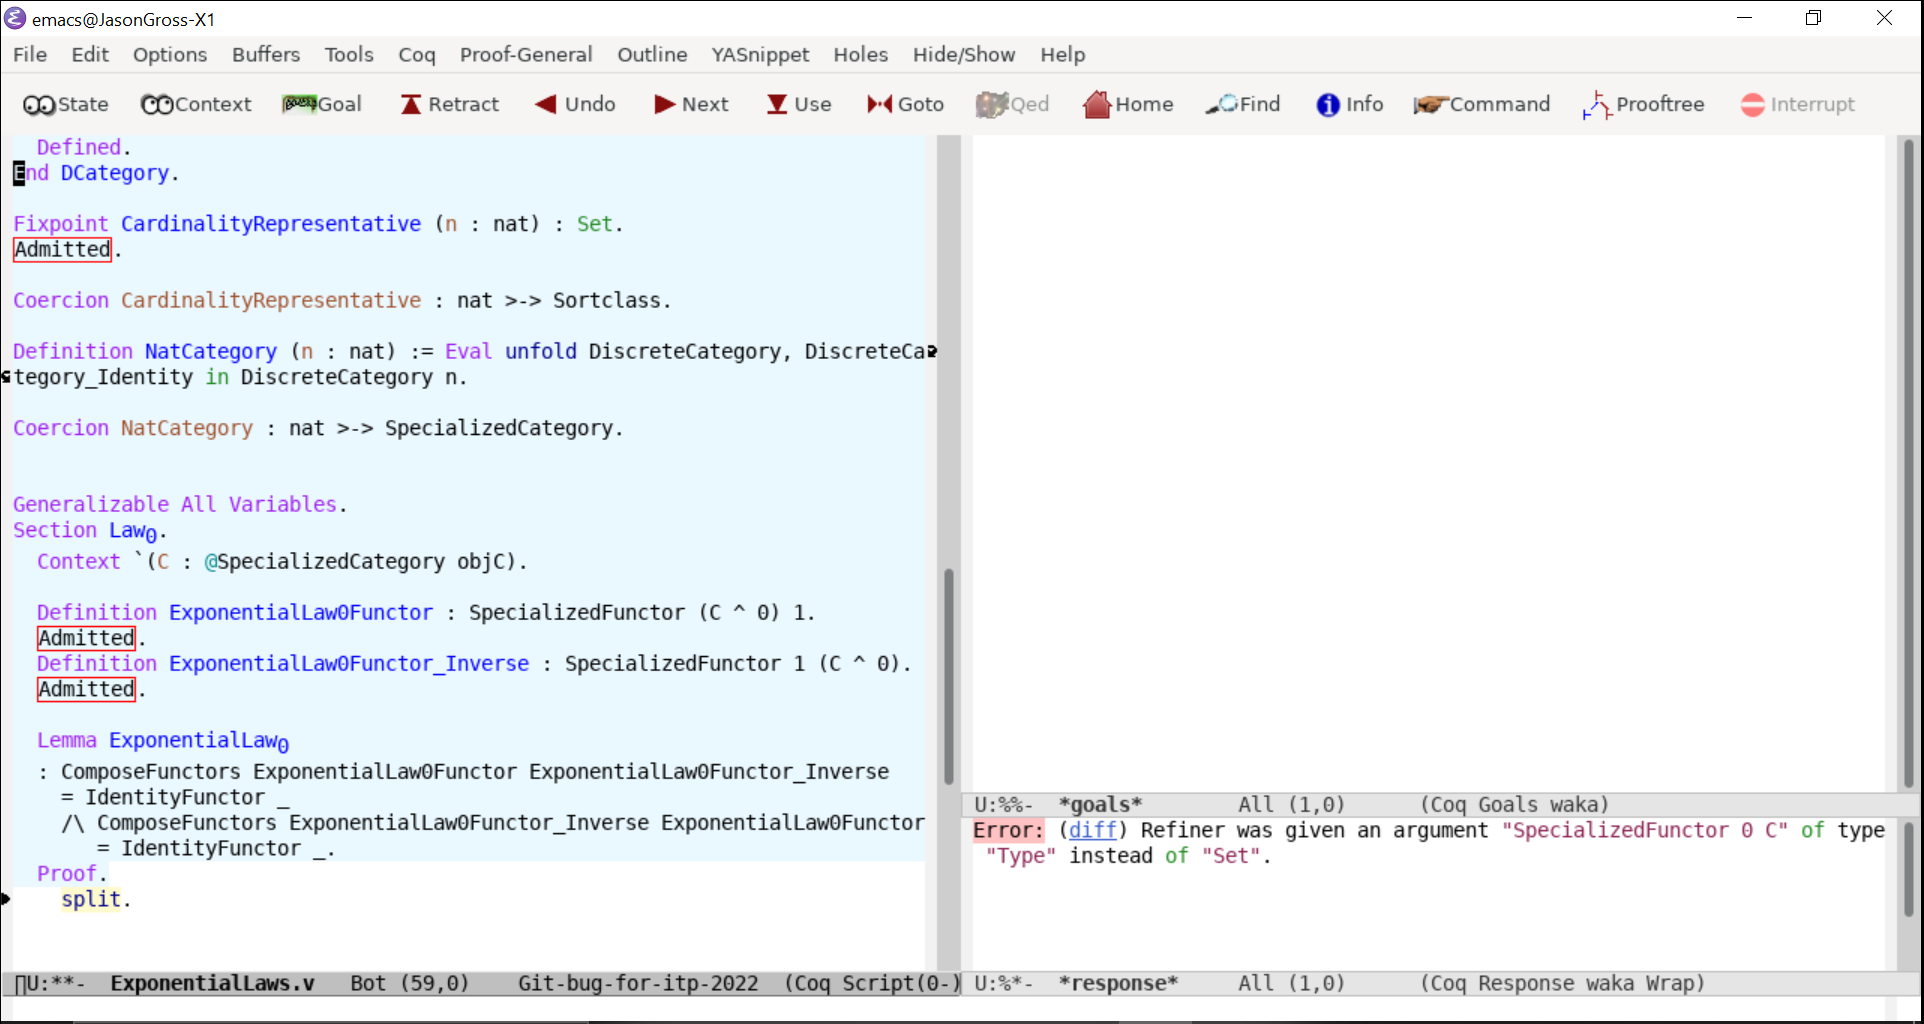 emacs@JasonGross-X1
File Edit Options Buffers Tools Coq Proof-General Outline YASnippet Holes Hide/Show Help
State Context Goal Retract Next Undo Use Goto Qed Home Find Info Command Prooftree Interrupt
Defined.
End DCategory.
Fixpoint CardinalityRepresentative (n : nat) : Set.
Admitted.
Coercion CardinalityRepresentative : nat >-> Sortclass.
Definition NatCategory (n : nat) := Eval unfold DiscreteCategory, DiscreteCa
tegory_Identity in DiscreteCategory n.
Coercion NatCategory : nat >-> SpecializedCategory.
Generalizable All Variables.
Section Law₀.
Context `(C : @SpecializedCategory objC).
Definition ExponentialLaw0Functor : SpecializedFunctor (C ^ 0) 1.
Admitted.
Definition ExponentialLaw0Functor_Inverse : SpecializedFunctor 1 (C ^ 0).
Admitted.
Lemma ExponentialLaw₀
: ComposeFunctors ExponentialLaw0Functor ExponentialLaw0Functor_Inverse
= IdentityFunctor _
/\ ComposeFunctors ExponentialLaw0Functor_Inverse ExponentialLaw0Functor
= IdentityFunctor _.
Proof.
split.
U:**- ExponentialLaws.v Bot (59,0) Git-bug-for-itp-2022 (Coq Script(0-)
U:%%- *goals* All (1,0) (Coq Goals waka)
Error: (diff) Refiner was given an argument "SpecializedFunctor 0 C" of type
"Type" instead of "Set".
U:%*- *response* All (1,0) (Coq Response waka Wrap)